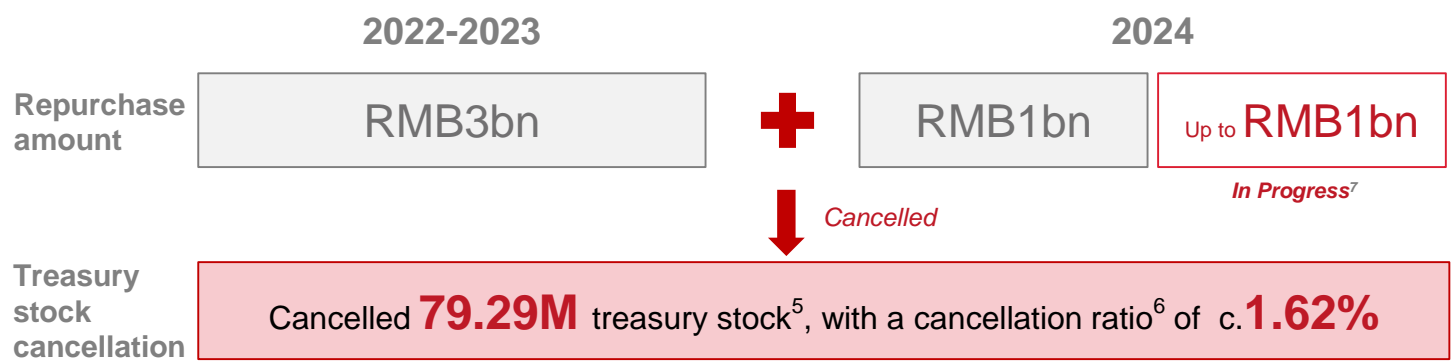 2022-2023
2024
Repurchase
amount
RMB3bn
RMB1bn
Up to RMB1bn
In Progress7
Cancelled
Treasury
stock
cancellation
Cancelled 79.29M treasury stock5, with a cancellation ratio6 of c.1.62%